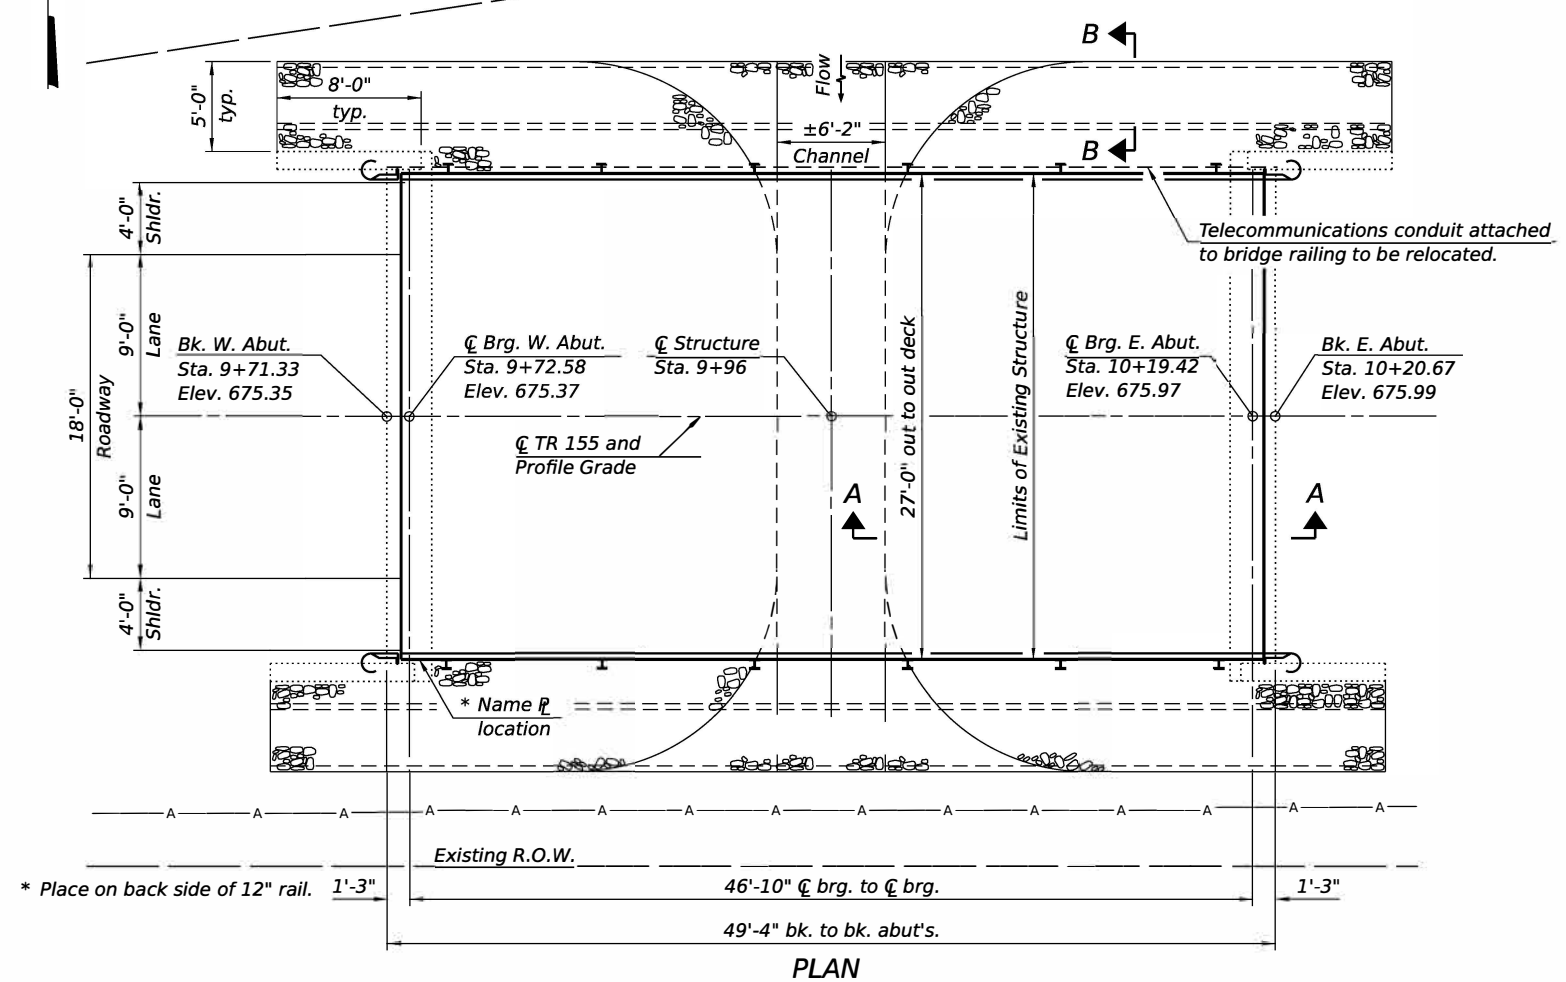 B
Flow
8'-0"
typ.
5'-0"
typ.
±6'-2"
Channel
B
4'-0"
Shldr.
Telecommunications conduit attached
to bridge railing to be relocated.
9'-0"
Lane
Bk. W. Abut.
Sta. 9+71.33
Elev. 675.35
℄ Brg. W. Abut.
Sta. 9+72.58
Elev. 675.37
℄ Structure
Sta. 9+96
27'-0" out to out deck
Limits of Existing Structure
℄ Brg. E. Abut.
Sta. 10+19.42
Elev. 675.97
Bk. E. Abut.
Sta. 10+20.67
Elev. 675.99
18'-0"
Roadway
℄ TR 155 and
Profile Grade
9'-0"
Lane
A
A
4'-0"
Shldr.
* Name ⅊
location
A A A A A A A A A A A A A A A
Existing R.O.W.
* Place on back side of 12" rail.
1'-3"
46'-10" ℄ brg. to ℄ brg.
1'-3"
49'-4" bk. to bk. abut's.
PLAN